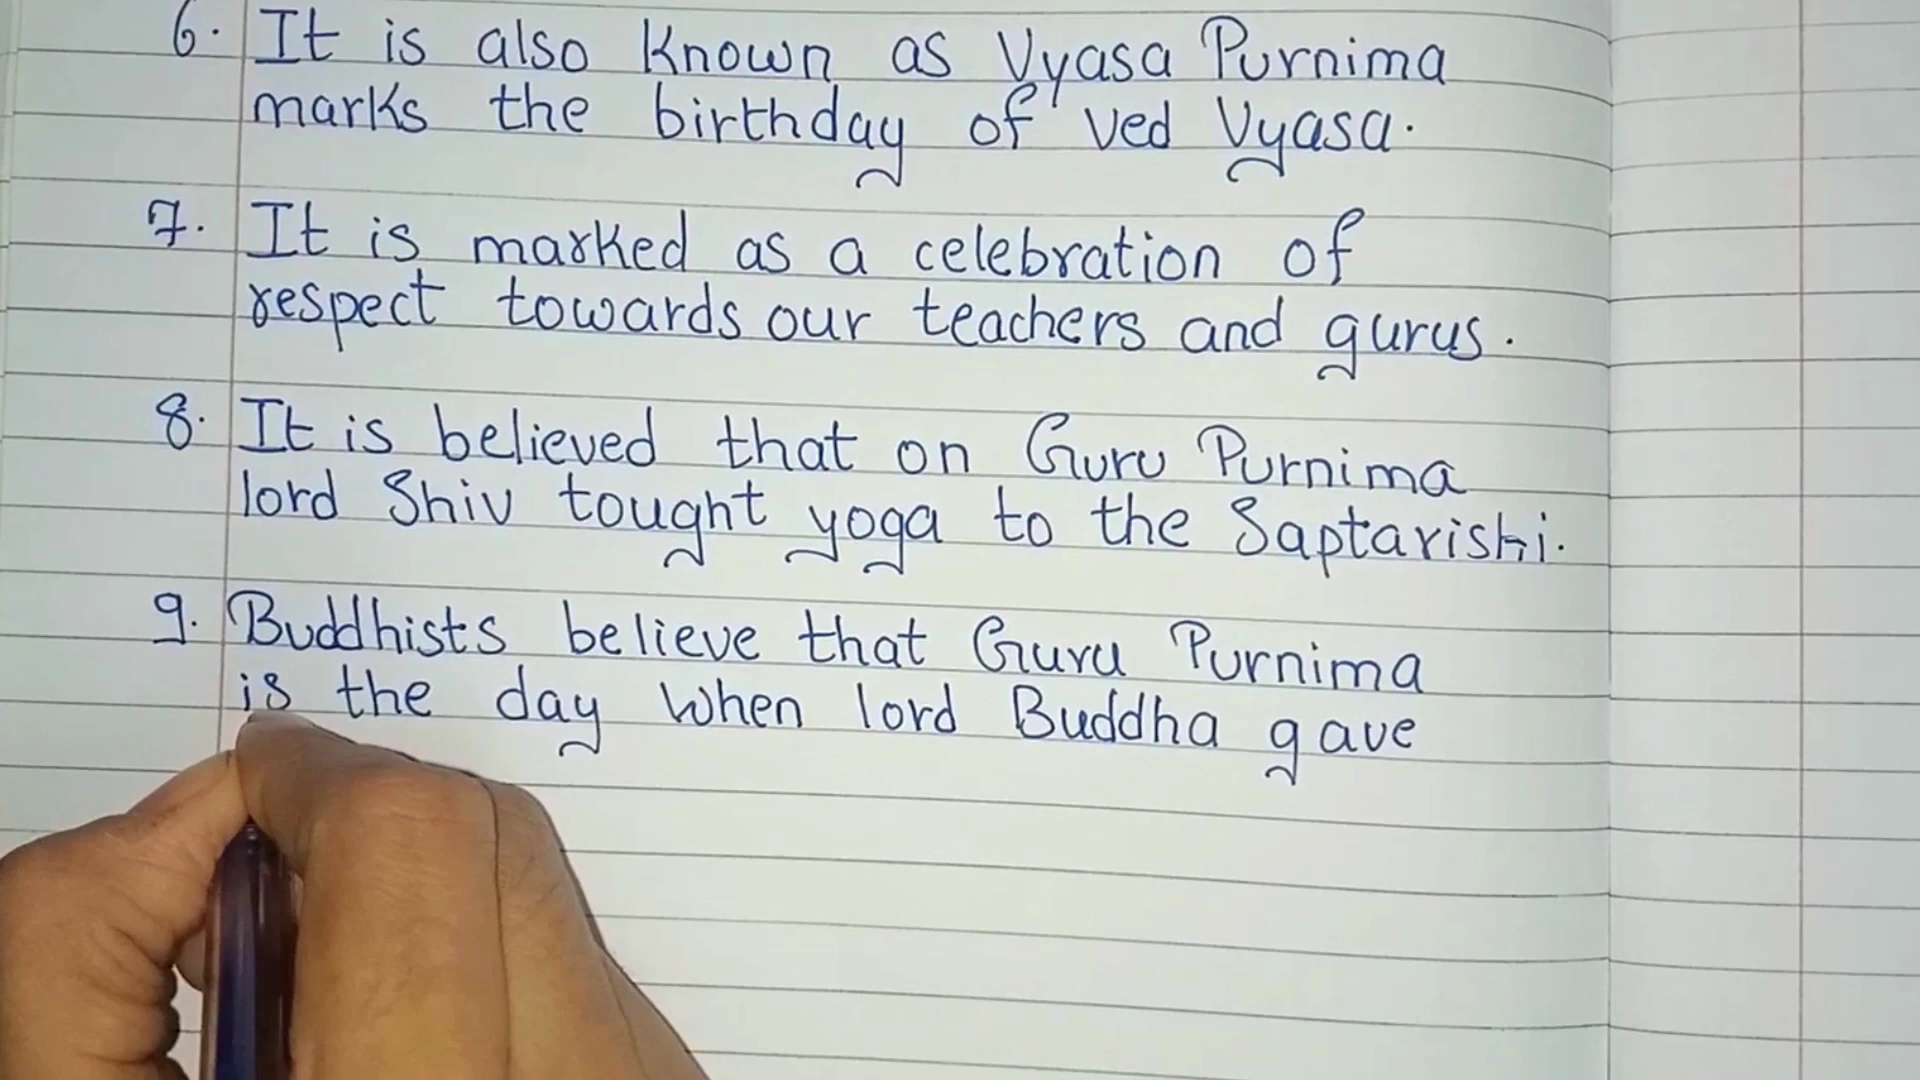 6. It is also Known as Vyasa Purnima
marks the birthday of ved Vyasa.
7. It is marked as a celebration of
respect towards our teachers and gurus.
8. It is believed that on Guru Purnima
lord Shiv tought yoga to the Saptarishi.
9. Buddhists believe that Guru Purnima
is the day when lord Buddha gave